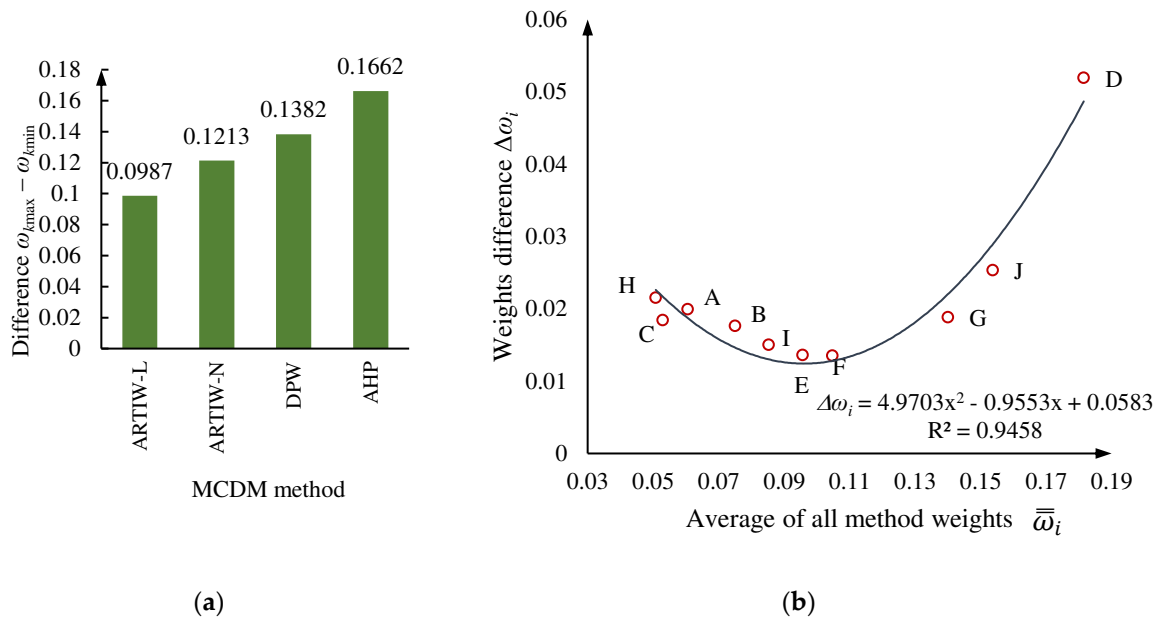 0.18
0.16
0.14
0.12
0.1
0.08
0.06
0.04
0.02
0
Difference ωkmax − ωkmin
0.0987
0.1213
0.1382
0.1662
ARTIW-L
ARTIW-N
DPW
AHP
MCDM method
(a)
0.06
0.05
0.04
0.03
0.02
0.01
0
Weights difference Δωi
H
C
A
B
I
E
F
G
J
D
Δωi = 4.9703x² - 0.9553x + 0.0583
R² = 0.9458
0.03 0.05 0.07 0.09 0.11 0.13 0.15 0.17 0.19
Average of all method weights ω̿i
(b)